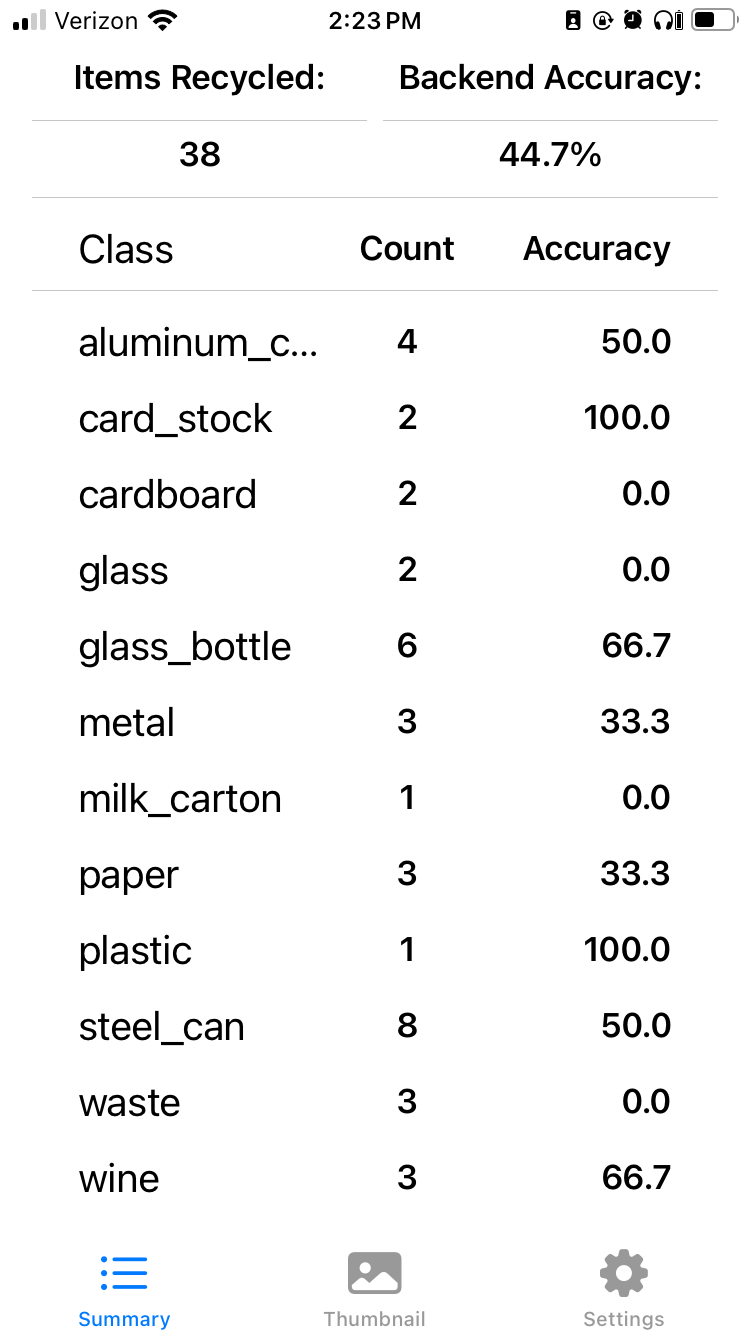 Verizon 2:23 PM
Items Recycled: Backend Accuracy:
38 44.7%
Class Count Accuracy
aluminum_c... 4 50.0
card_stock 2 100.0
cardboard 2 0.0
glass 2 0.0
glass_bottle 6 66.7
metal 3 33.3
milk_carton 1 0.0
paper 3 33.3
plastic 1 100.0
steel_can 8 50.0
waste 3 0.0
wine 3 66.7
Summary Thumbnail Settings